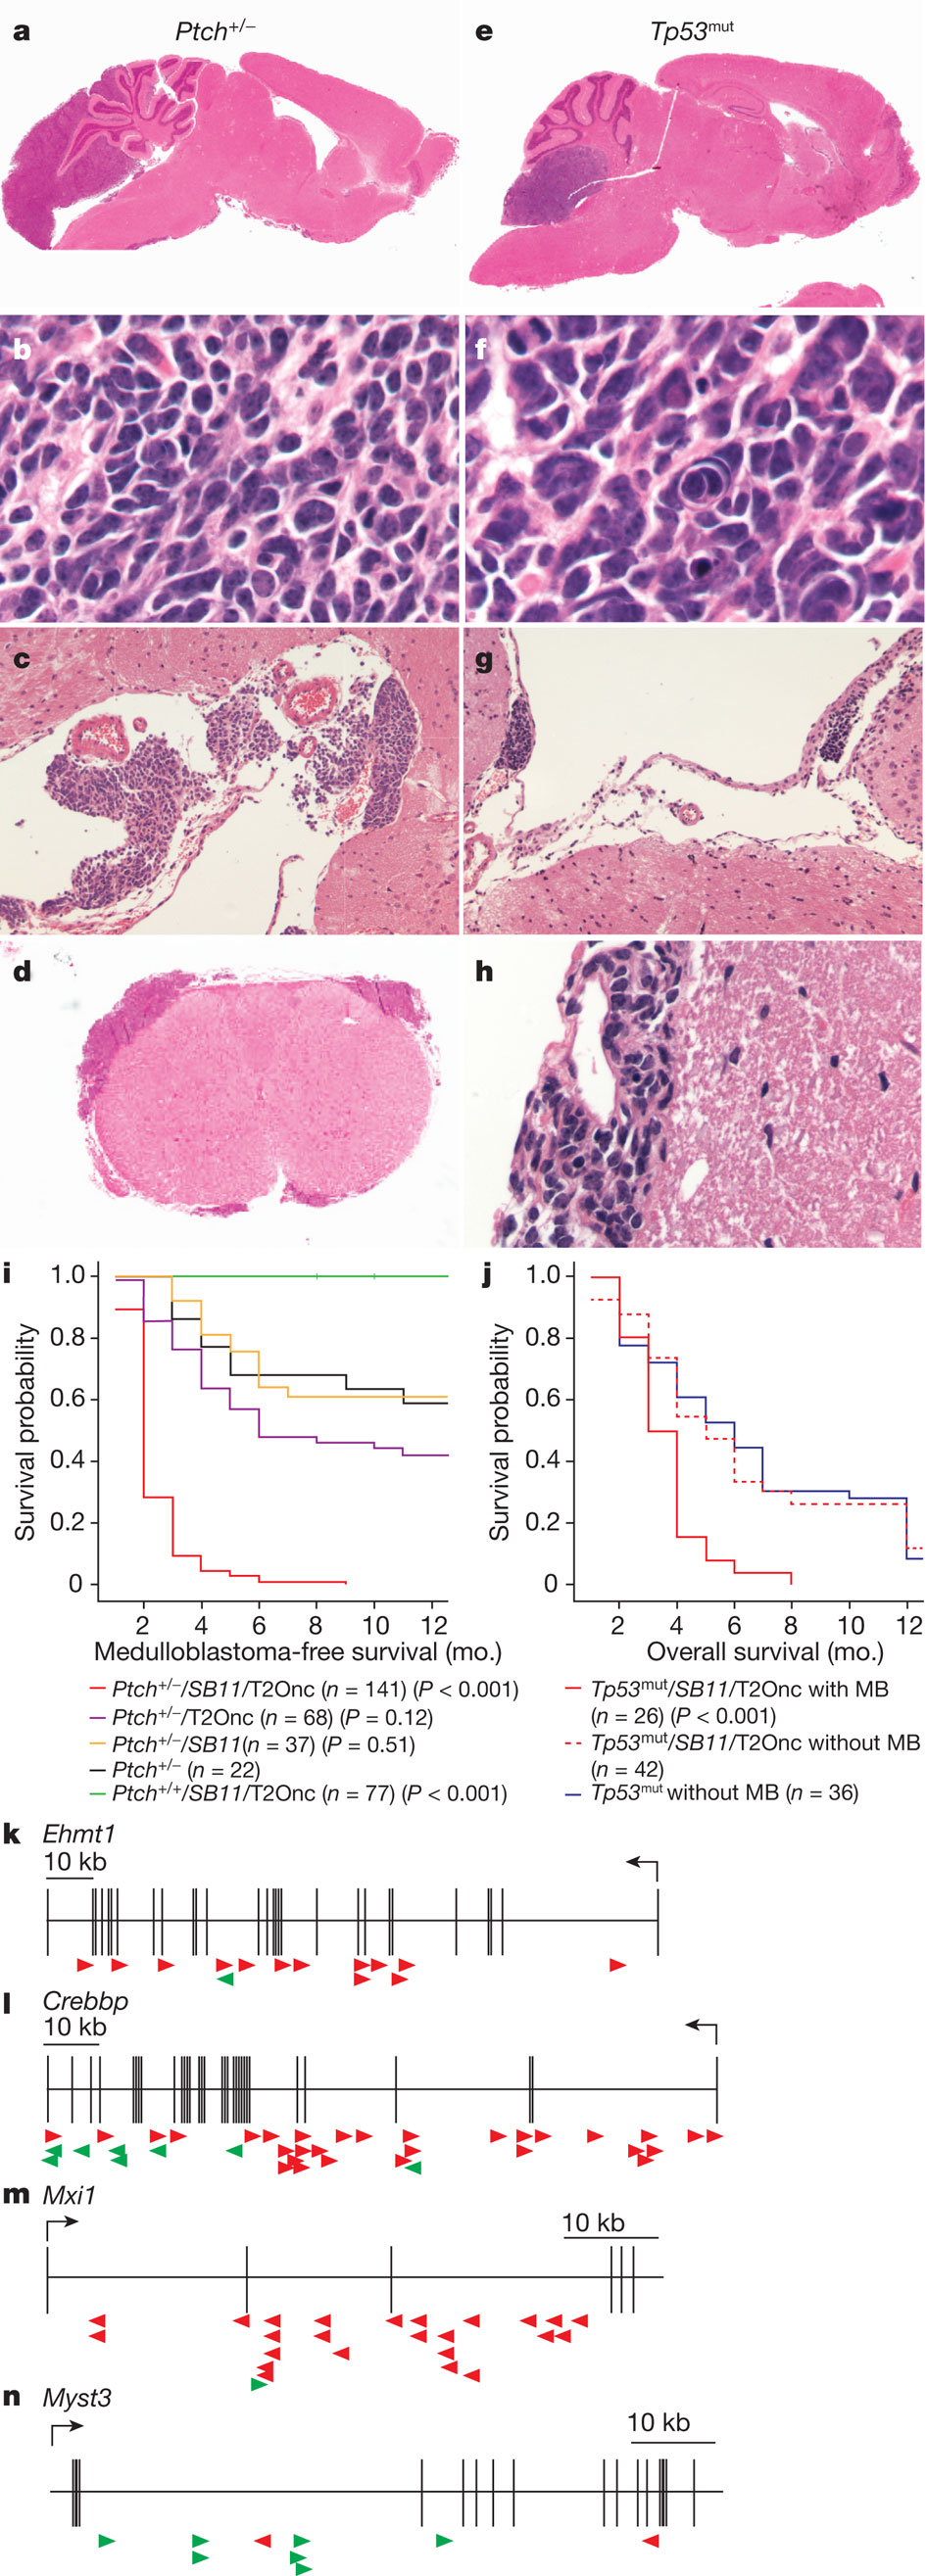 a Ptch+/– e Tp53mut
b f
c g
d h
i j
1.0 1.0
0.8 0.8
0.6 0.6
0.4 0.4
0.2 0.2
0 0
Survival probability Survival probability
2 4 6 8 10 12 2 4 6 8 10 12
Medulloblastoma-free survival (mo.) Overall survival (mo.)
Ptch+/–/SB11/T2Onc (n = 141) (P < 0.001)
Ptch+/–/T2Onc (n = 68) (P = 0.12)
Ptch+/–/SB11(n = 37) (P = 0.51)
Ptch+/– (n = 22)
Ptch+/+/SB11/T2Onc (n = 77) (P < 0.001)
Tp53mut/SB11/T2Onc with MB
(n = 26) (P < 0.001)
Tp53mut/SB11/T2Onc without MB
(n = 42)
Tp53mut without MB (n = 36)
k Ehmt1
10 kb
l Crebbp
10 kb
m Mxi1
10 kb
n Myst3
10 kb